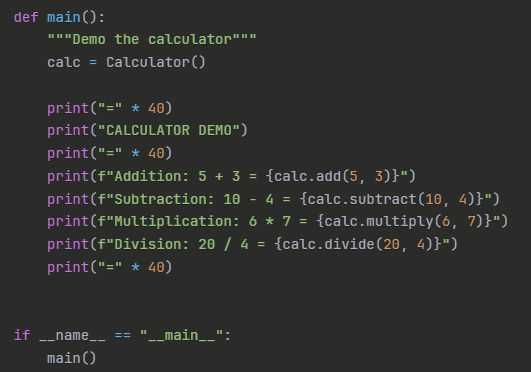 def main():
    """Demo the calculator"""
    calc = Calculator()

    print("=" * 40)
    print("CALCULATOR DEMO")
    print("=" * 40)
    print(f"Addition: 5 + 3 = {calc.add(5, 3)}")
    print(f"Subtraction: 10 - 4 = {calc.subtract(10, 4)}")
    print(f"Multiplication: 6 * 7 = {calc.multiply(6, 7)}")
    print(f"Division: 20 / 4 = {calc.divide(20, 4)}")
    print("=" * 40)


if __name__ == "__main__":
    main()